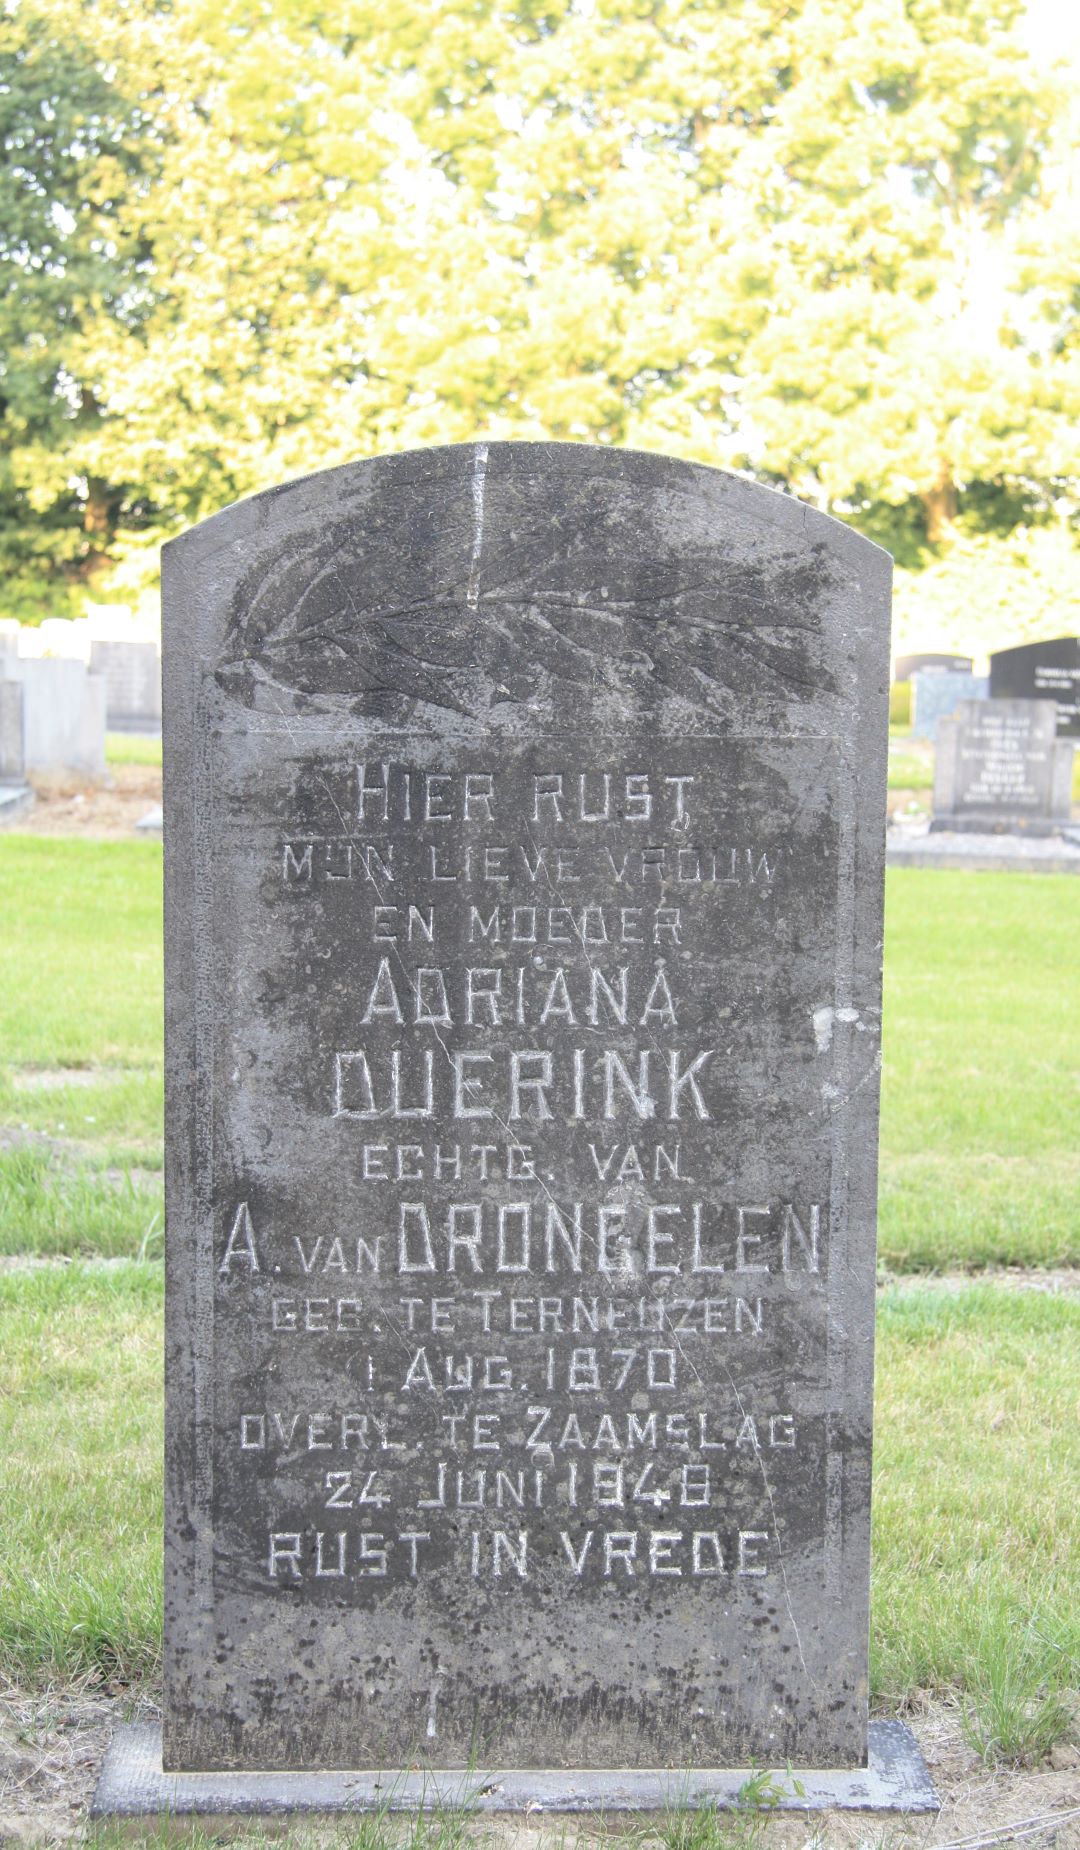 HIER RUST
MIJN LIEVE VROUW
EN MOEDER
ADRIANA
DUERINK
ECHTG. VAN
A. VAN DRONGELEN
GEB. TE TERNEUZEN
1 AUG. 1870
OVERL. TE ZAAMSLAG
24 JUNI 1948
RUST IN VREDE